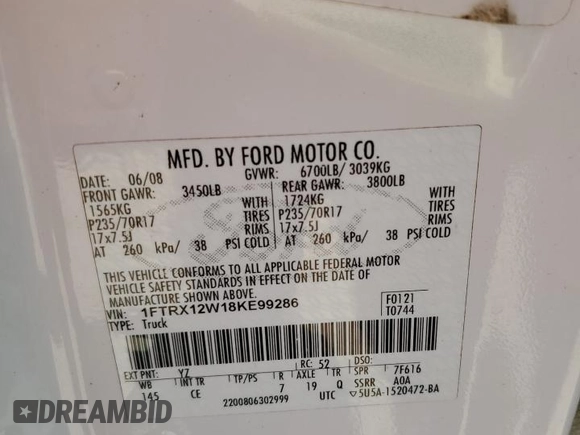 MFD. BY FORD MOTOR CO.
DATE: 06/08 GVWR: 6700LB/ 3039KG
FRONT GAWR: 3450LB REAR GAWR: 3800LB
1565KG WITH 1724KG WITH
P235/70R17 TIRES P235/70R17 TIRES
17x7.5J RIMS 17x7.5J RIMS
AT 260 kPa/ 38 PSI COLD AT 260 kPa/ 38 PSI COLD
THIS VEHICLE CONFORMS TO ALL APPLICABLE FEDERAL MOTOR
VEHICLE SAFETY STANDARDS IN EFFECT ON THE DATE OF
MANUFACTURE SHOWN ABOVE.
VIN: 1FTRX12W18KE99286 F0121
TYPE: Truck T0744
EXT PNT: YZ RC: 52 DSO:
WB INT TR TP/PS R AXLE TR SPR 7F616
145 CE 7 19 Q SSRR A0A
2200806302999 UTC 5U5A-1520472-BA
Ford
EPICVIN.COM